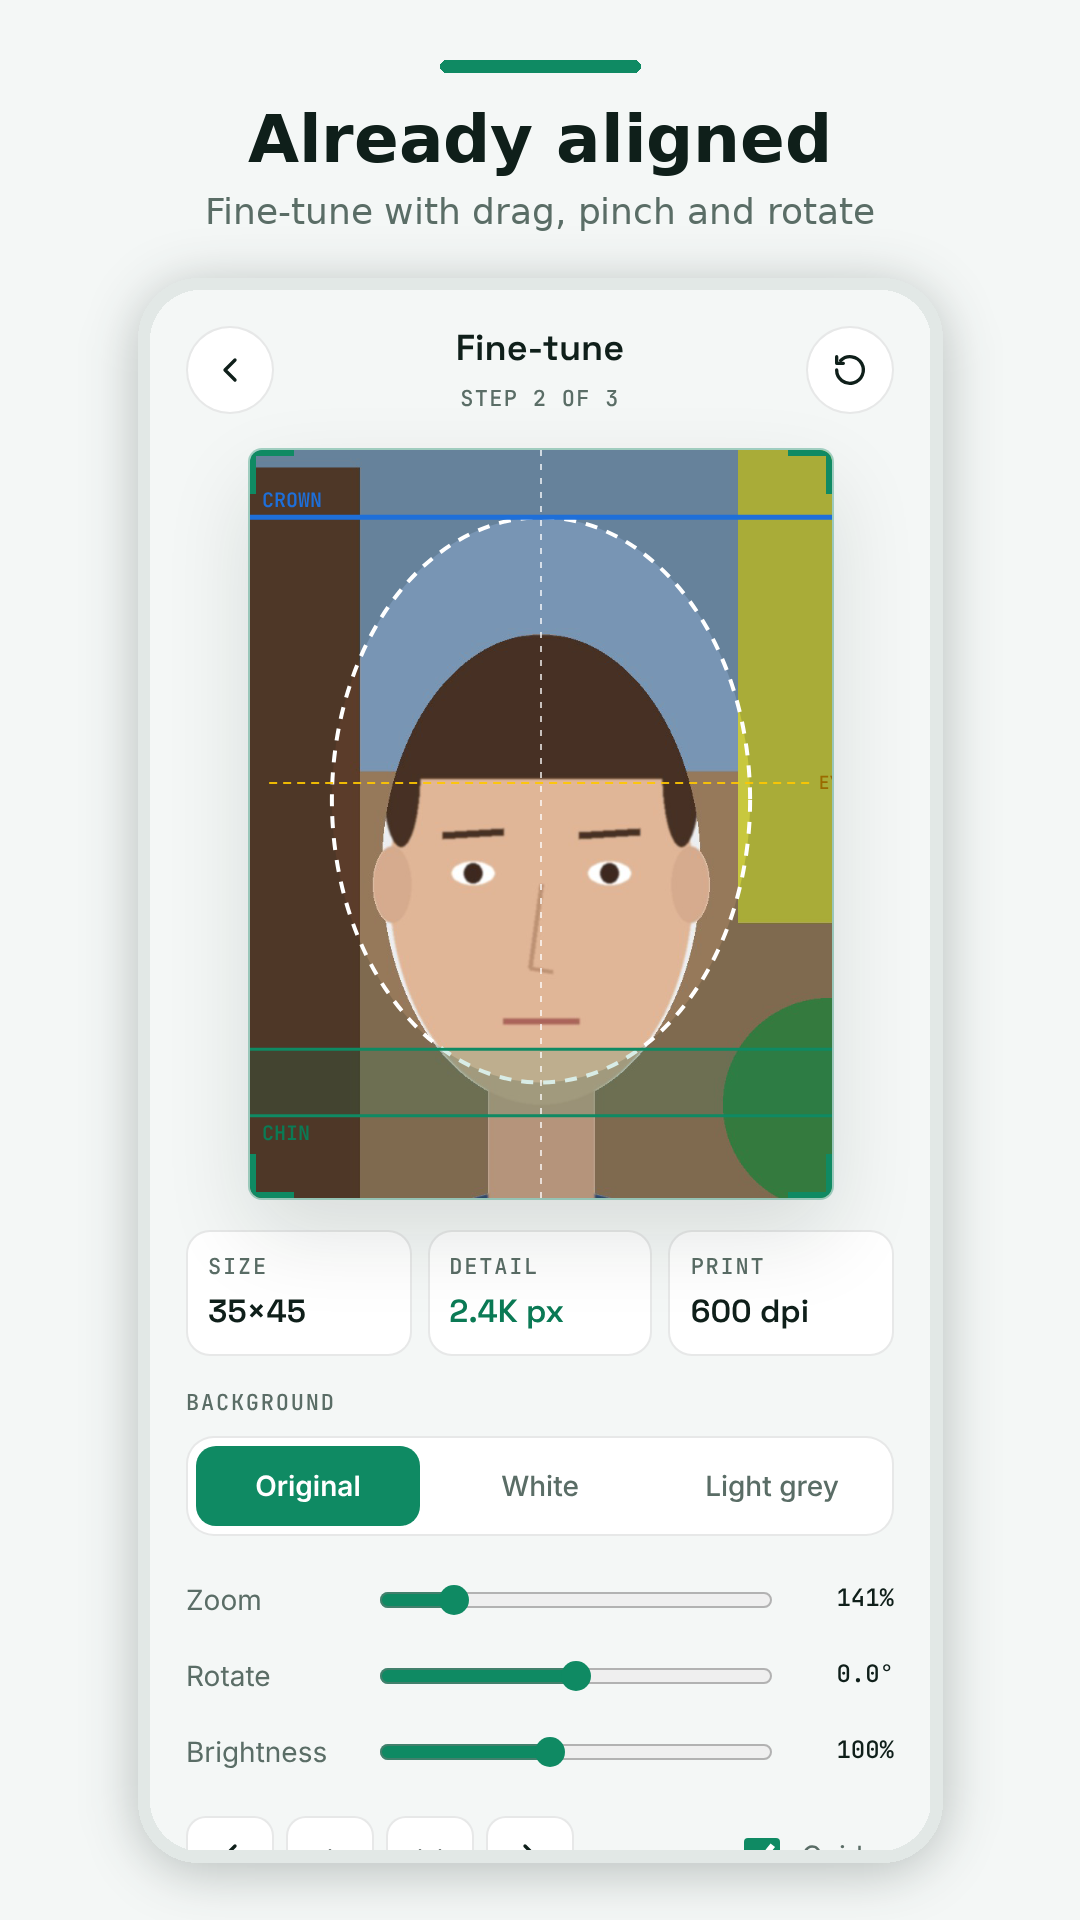 Already aligned
Fine-tune with drag, pinch and rotate
Fine-tune
STEP 2 OF 3
CROWN
CHIN
SIZE
35×45
DETAIL
2.4K px
PRINT
600 dpi
BACKGROUND
Original
White
Light grey
Zoom
141%
Rotate
0.0°
Brightness
100%